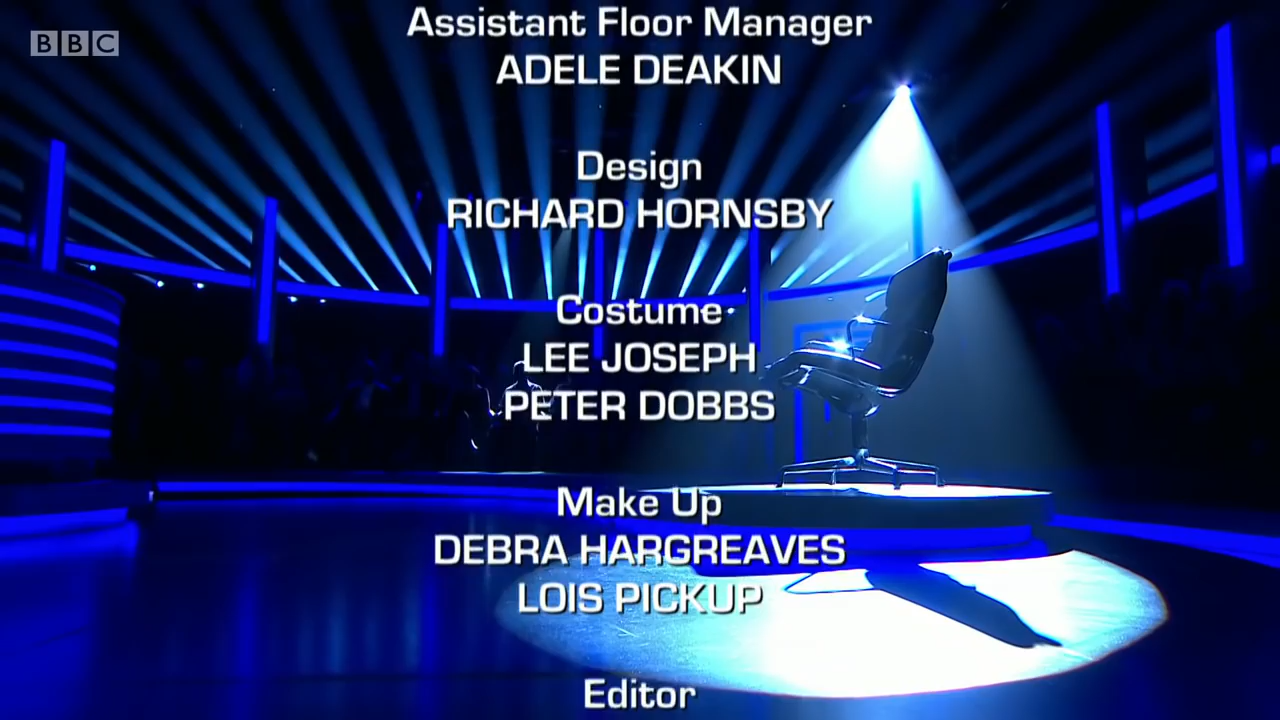 BBC
Assistant Floor Manager
ADELE DEAKIN
Design
RICHARD HORNSBY
Costume
LEE JOSEPH
PETER DOBBS
Make Up
DEBRA HARGREAVES
LOIS PICKUP
Editor